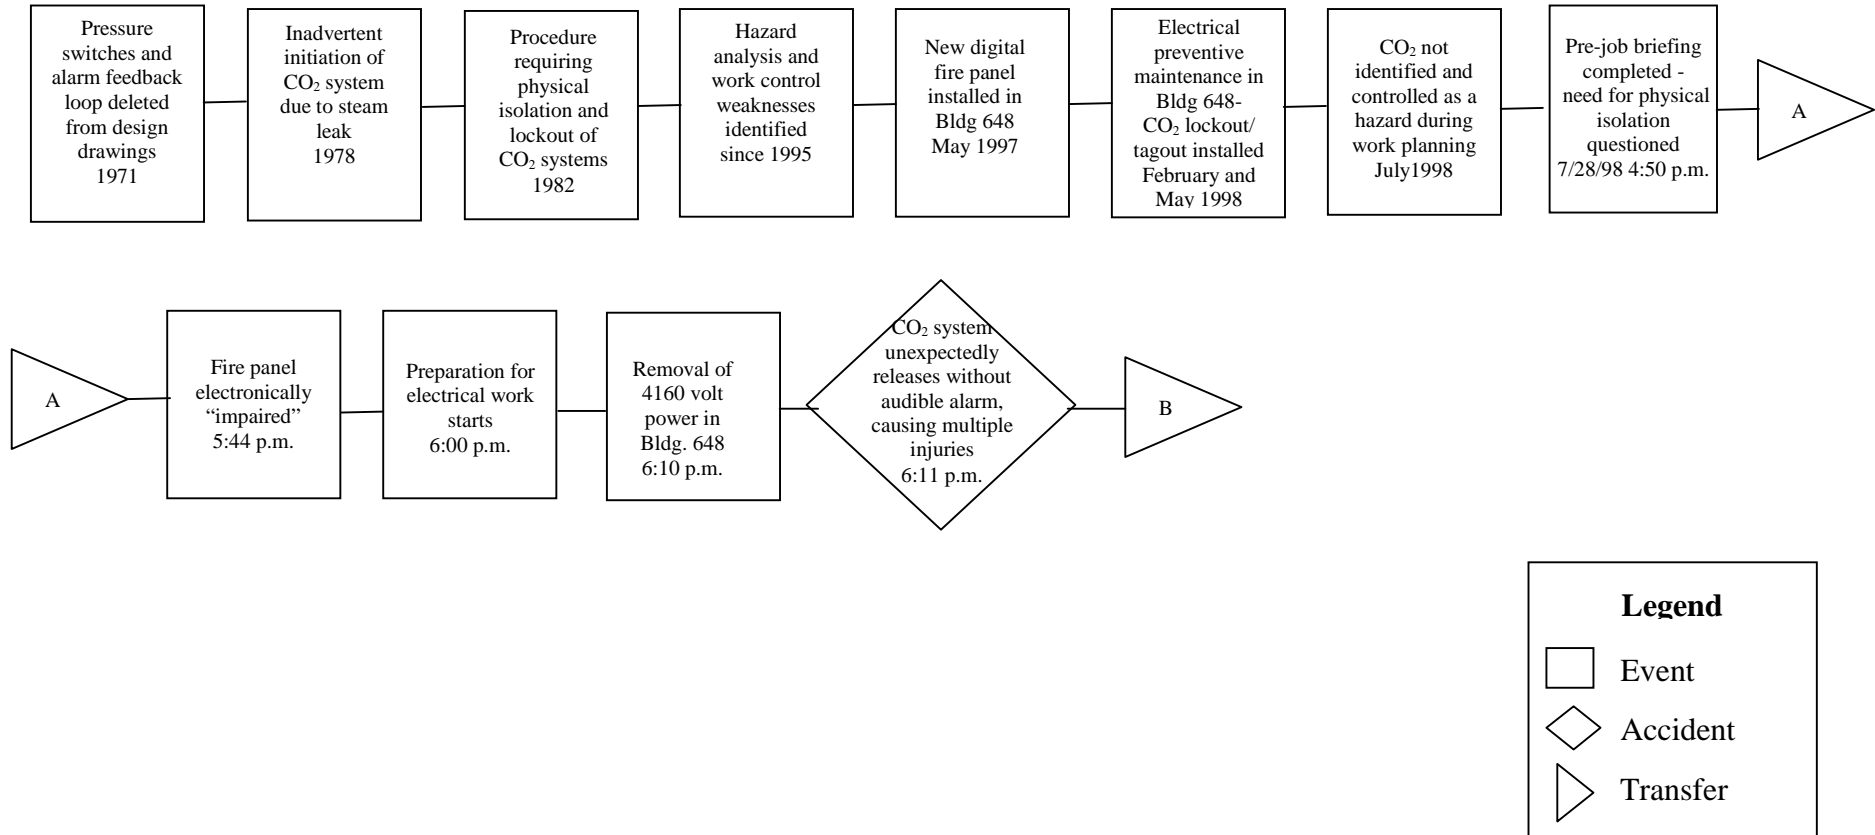 Pressure
switches and
alarm feedback
loop deleted
from design
drawings
1971
Inadvertent
initiation of
CO₂ system
due to steam
leak
1978
Procedure
requiring
physical
isolation and
lockout of
CO₂ systems
1982
Hazard
analysis and
work control
weaknesses
identified
since 1995
New digital
fire panel
installed in
Bldg 648
May 1997
Electrical
preventive
maintenance in
Bldg 648-
CO₂ lockout/
tagout installed
February and
May 1998
CO₂ not
identified and
controlled as a
hazard during
work planning
July1998
Pre-job briefing
completed -
need for physical
isolation
questioned
7/28/98 4:50 p.m.
A
A
Fire panel
electronically
“impaired”
5:44 p.m.
Preparation for
electrical work
starts
6:00 p.m.
Removal of
4160 volt
power in
Bldg. 648
6:10 p.m.
CO₂ system
unexpectedly
releases without
audible alarm,
causing multiple
injuries
6:11 p.m.
B
Legend
Event
Accident
Transfer